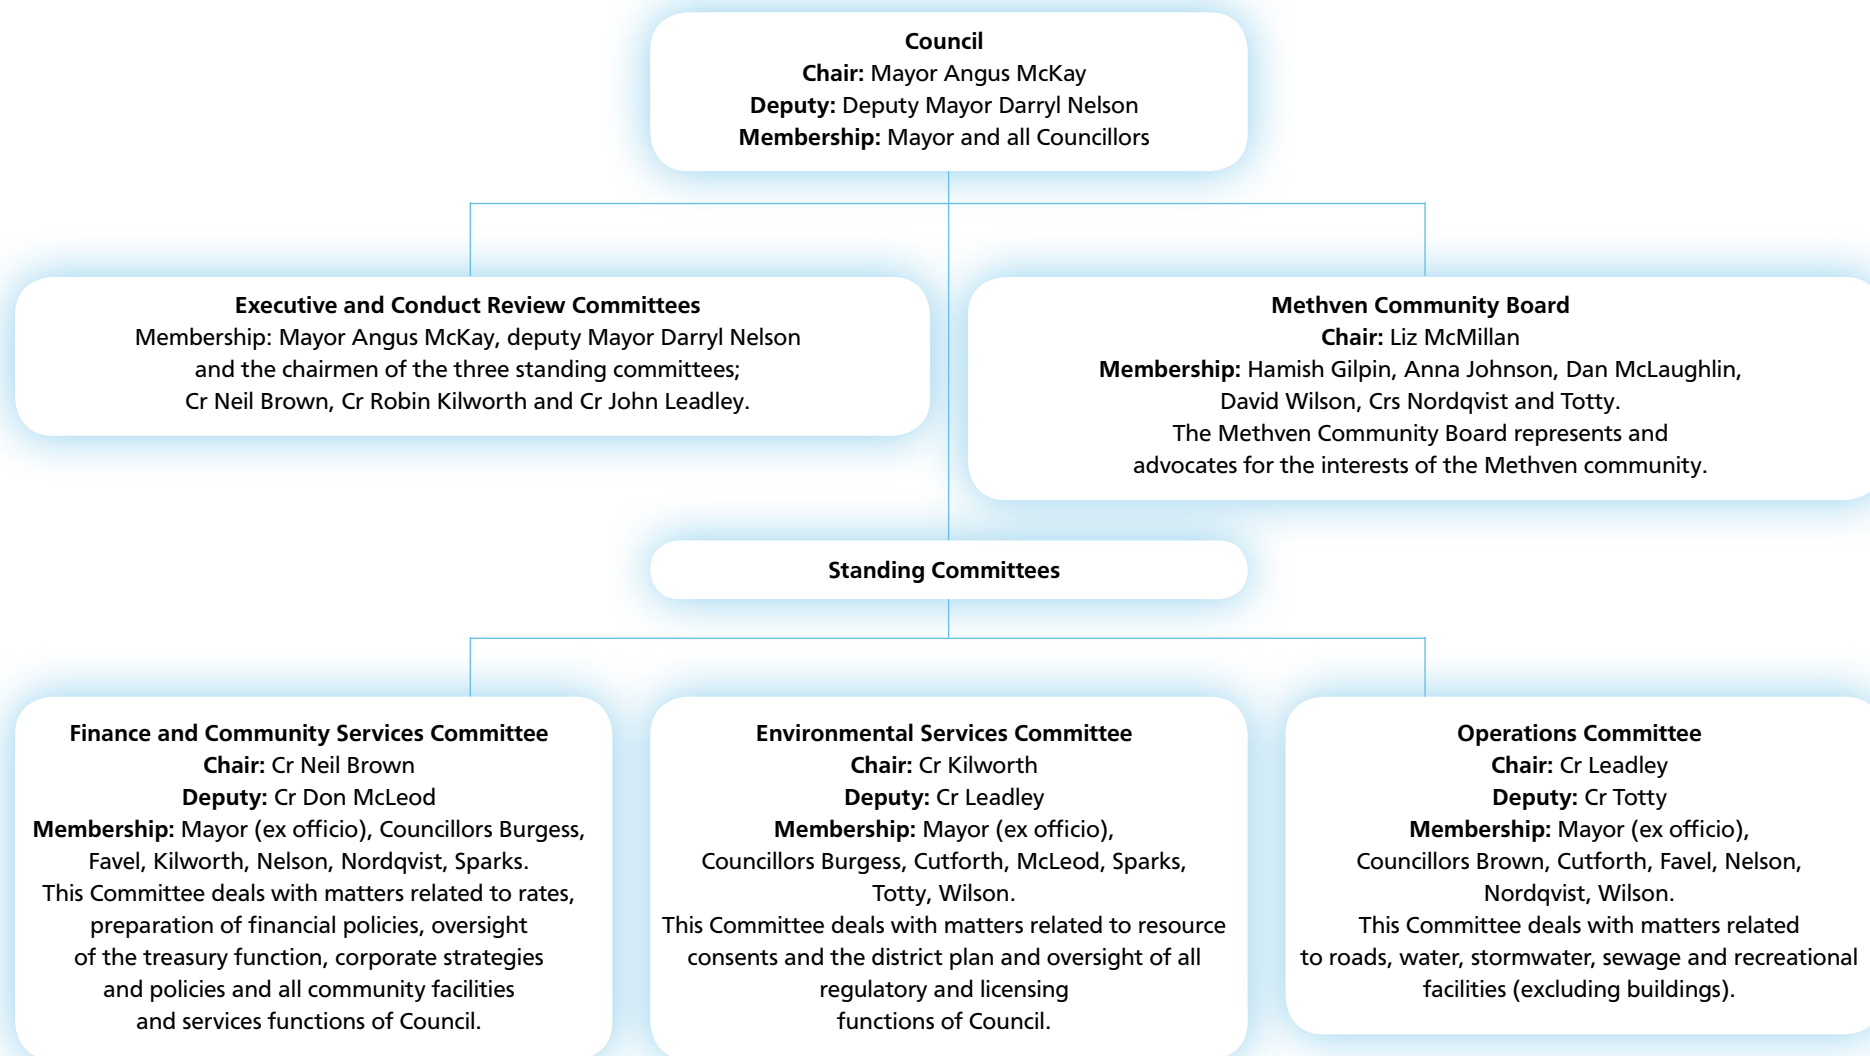 Council
Chair: Mayor Angus McKay
Deputy: Deputy Mayor Darryl Nelson
Membership: Mayor and all Councillors
Executive and Conduct Review Committees
Membership: Mayor Angus McKay, deputy Mayor Darryl Nelson
and the chairmen of the three standing committees;
Cr Neil Brown, Cr Robin Kilworth and Cr John Leadley.
Methven Community Board
Chair: Liz McMillan
Membership: Hamish Gilpin, Anna Johnson, Dan McLaughlin,
David Wilson, Crs Nordqvist and Totty.
The Methven Community Board represents and
advocates for the interests of the Methven community.
Standing Committees
Finance and Community Services Committee
Chair: Cr Neil Brown
Deputy: Cr Don McLeod
Membership: Mayor (ex officio), Councillors Burgess,
Favel, Kilworth, Nelson, Nordqvist, Sparks.
This Committee deals with matters related to rates,
preparation of financial policies, oversight
of the treasury function, corporate strategies
and policies and all community facilities
and services functions of Council.
Environmental Services Committee
Chair: Cr Kilworth
Deputy: Cr Leadley
Membership: Mayor (ex officio),
Councillors Burgess, Cutforth, McLeod, Sparks,
Totty, Wilson.
This Committee deals with matters related to resource
consents and the district plan and oversight of all
regulatory and licensing
functions of Council.
Operations Committee
Chair: Cr Leadley
Deputy: Cr Totty
Membership: Mayor (ex officio),
Councillors Brown, Cutforth, Favel, Nelson,
Nordqvist, Wilson.
This Committee deals with matters related
to roads, water, stormwater, sewage and recreational
facilities (excluding buildings).